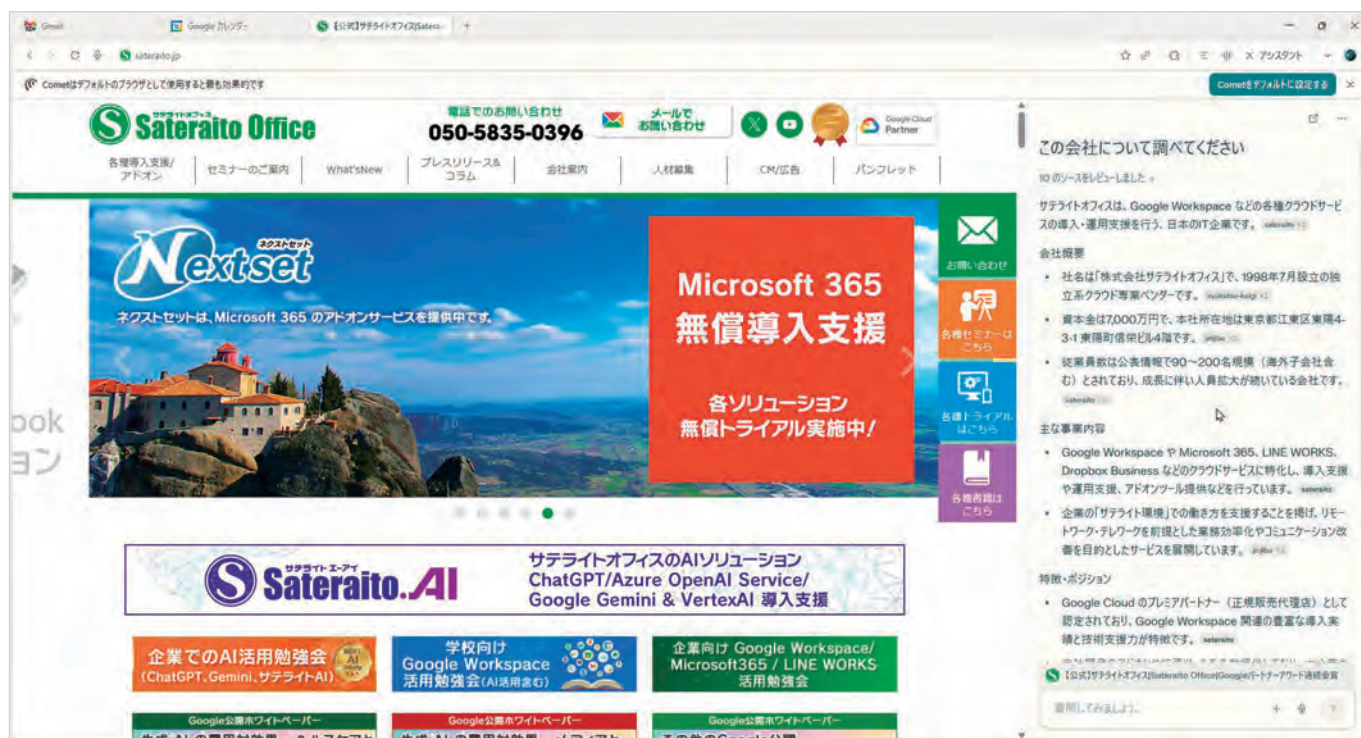 Gmail
Google カレンダー
【公式】サテライトオフィス|Satera
sateraito.jp
アシスタント
Cometはデフォルトのブラウザとして使用すると最も効果的です
Cometをデフォルトに設定する
サテライトオフィス
Sateraito Office
電話でのお問い合わせ
050-5835-0396
メールで
お問い合わせ
Google Cloud
Partner
各種導入支援/
アドオン
セミナーのご案内
What'sNew
プレスリリース&
コラム
会社案内
人材募集
CM/広告
パンフレット
ook
ョン
ネクストセット
Nextset
ネクストセットは、Microsoft 365 のアドオンサービスを提供中です。
Microsoft 365
無償導入支援
各ソリューション
無償トライアル実施中!
お問い合わせ
各種セミナーは
こちら
各種トライアル
はこちら
各種書籍は
こちら
サテライト エーアイ
Sateraito.AI
サテライトオフィスのAIソリューション
ChatGPT/Azure OpenAI Service/
Google Gemini & VertexAI 導入支援
企業でのAI活用勉強会
(ChatGPT、Gemini、サテライトAI)
AI
学校向け
Google Workspace
活用勉強会(AI活用含む)
企業向け Google Workspace/
Microsoft365 / LINE WORKS
活用勉強会
Google公開ホワイトペーパー
Google公開ホワイトペーパー
Google公開ホワイトペーパー
この会社について調べてください
10 のソースをレビューしました
サテライトオフィスは、Google Workspace などの各種クラウドサービ
スの導入・運用支援を行う、日本のIT企業です。 sateraito
会社概要
• 社名は「株式会社サテライトオフィス」で、1998年7月設立の独
立系クラウド専業ベンダーです。
• 資本金は7,000万円で、本社所在地は東京都江東区東陽4-
3-1 東陽町信栄ビル4階です。
• 従業員数は公表情報で90～200名規模（海外子会社含
む）とされており、成長に伴い人員拡大が続いている会社です。
sateraito
主な事業内容
• Google Workspace や Microsoft 365、LINE WORKS、
Dropbox Business などのクラウドサービスに特化し、導入支援
や運用支援、アドオンツール提供などを行っています。 sateraito
• 企業の「サテライト環境」での働き方を支援することを掲げ、リモー
トワーク・テレワークを前提とした業務効率化やコミュニケーション改
善を目的としたサービスを展開しています。
特徴・ポジション
• Google Cloud のプレミアパートナー（正規販売代理店）として
認定されており、Google Workspace 関連の豊富な導入実
績と技術支援力が特徴です。 sateraito
【公式】サテライトオフィス|Sateraito Office|Googleパートナーアワード連続受賞
質問してみましょう。